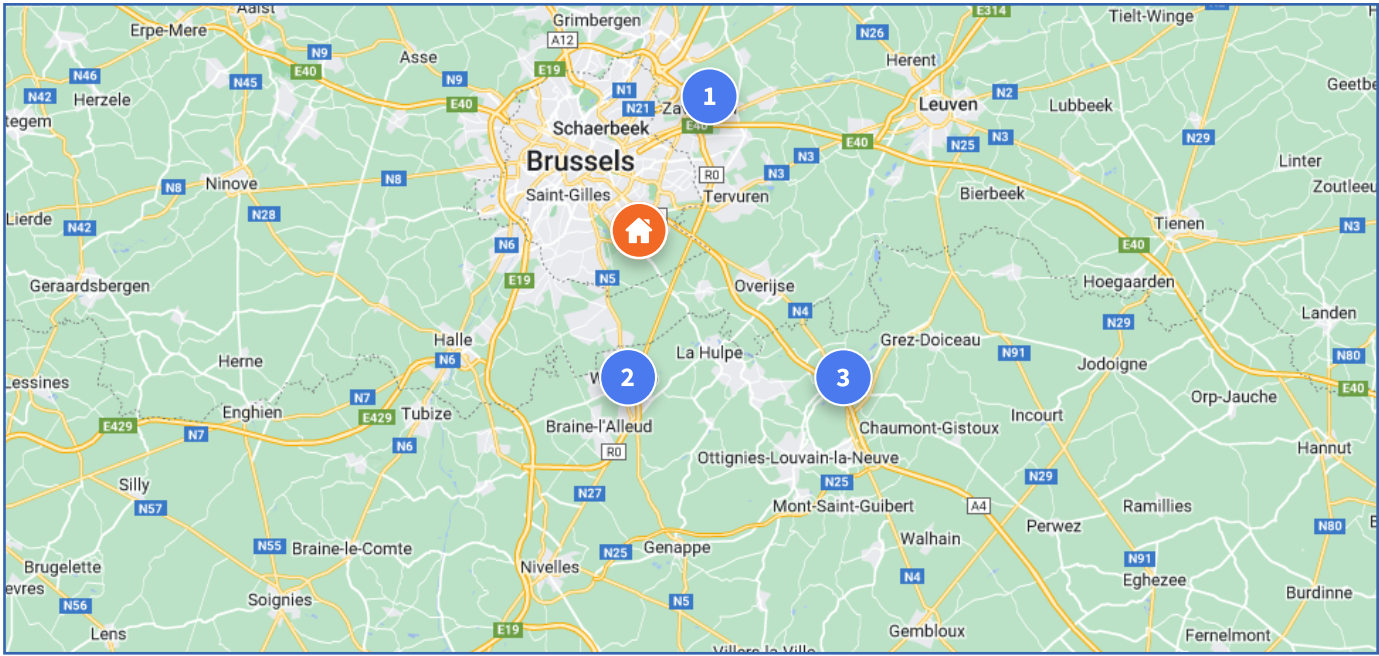 Aalst
Grimbergen
E314
Tielt-Winge
Erpe-Mere
A12
N26
N9
Asse
Herent
E40
E19
N46
N45
N9
N1
N2
Geetbe
N42
Herzele
E40
N21
Za
1
Leuven
Lubbeek
tegem
Schaerbeek
E40
E40
N3
N29
N25
Brussels
N3
Linter
N8
N8
Ninove
Saint-Gilles
R0
N3
Tervuren
Bierbeek
Zoutleeu
Lierde
N42
N28
Tienen
N3
N6
E40
Geraardsbergen
E19
N5
Overijse
Hoegaarden
N4
N29
Landen
Halle
N6
La Hulpe
Grez-Doiceau
N91
Jodoigne
N80
Herne
W
2
3
E40
Lessines
N7
Orp-Jauche
Enghien
E429
Tubize
Incourt
E429
N7
Braine-l'Alleud
Chaumont-Gistoux
N6
R0
Ottignies-Louvain-la-Neuve
Hannut
Silly
N25
N29
N27
N57
Mont-Saint-Guibert
A4
Ramillies
Perwez
N80
N55
Braine-le-Comte
N25
Genappe
Walhain
Brugelette
Nivelles
N91
evres
N4
Eghezee
N56
Soignies
N5
Burdinne
Lens
E19
Gembloux
Fernelmont
Villers-la-Ville